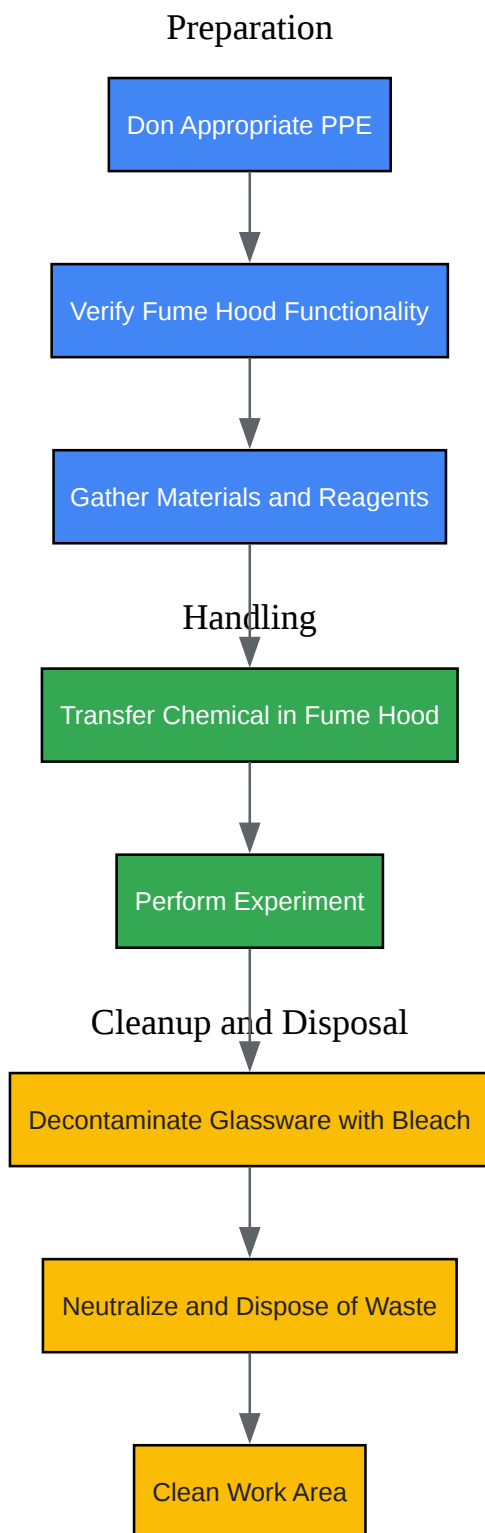 Preparation
Don Appropriate PPE
Verify Fume Hood Functionality
Gather Materials and Reagents
Handling
Transfer Chemical in Fume Hood
Perform Experiment
Cleanup and Disposal
Decontaminate Glassware with Bleach
Neutralize and Dispose of Waste
Clean Work Area